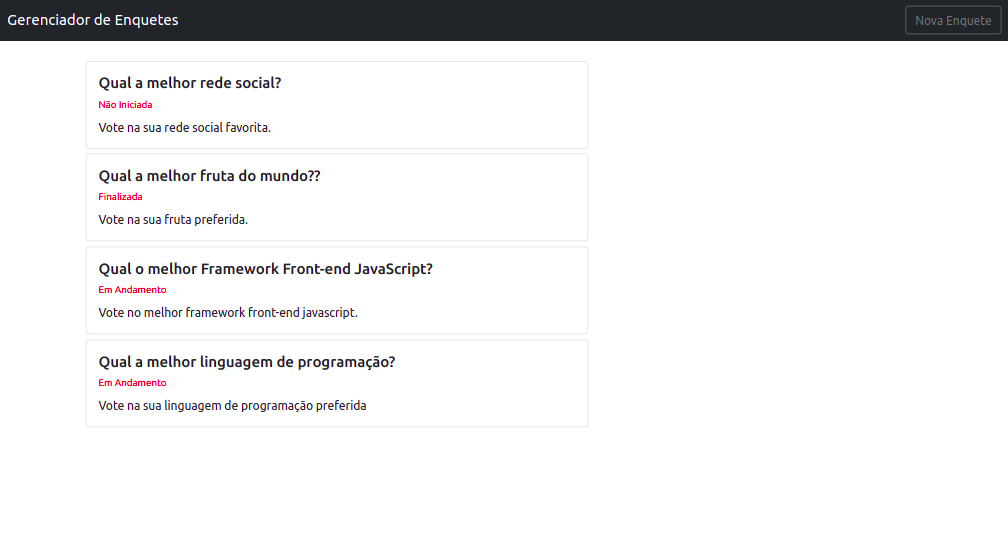 Gerenciador de Enquetes
Nova Enquete
Qual a melhor rede social?
Não Iniciada
Vote na sua rede social favorita.
Qual a melhor fruta do mundo??
Finalizada
Vote na sua fruta preferida.
Qual o melhor Framework Front-end JavaScript?
Em Andamento
Vote no melhor framework front-end javascript.
Qual a melhor linguagem de programação?
Em Andamento
Vote na sua linguagem de programação preferida